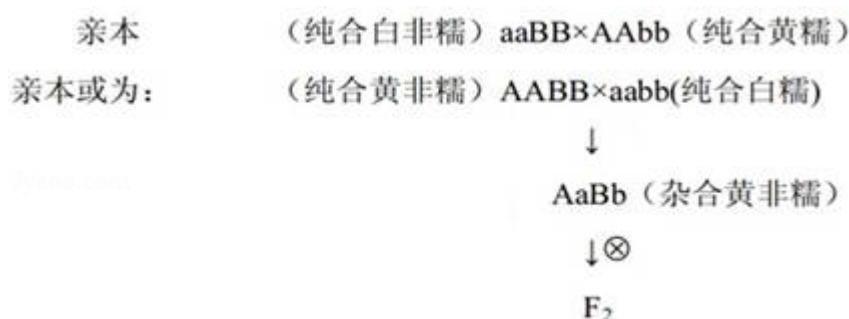 亲本 （纯合白非糯）aaBB×AAbb（纯合黄糯）
亲本或为： （纯合黄非糯）AABB×aabb(纯合白糯)
↓
AaBb（杂合黄非糯）
↓⊗
F₂